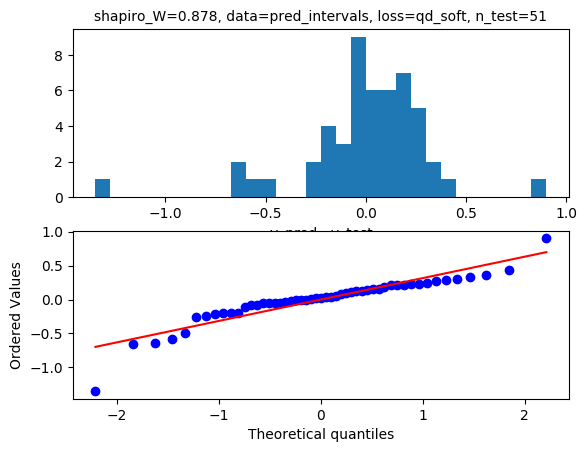 shapiro_W=0.878, data=pred_intervals, loss=qd_soft, n_test=51
8
6
4
2
0
−1.0 −0.5 0.0 0.5 1.0
1.0
0.5
0.0
−0.5
−1.0
Ordered Values
−2 −1 0 1 2
Theoretical quantiles